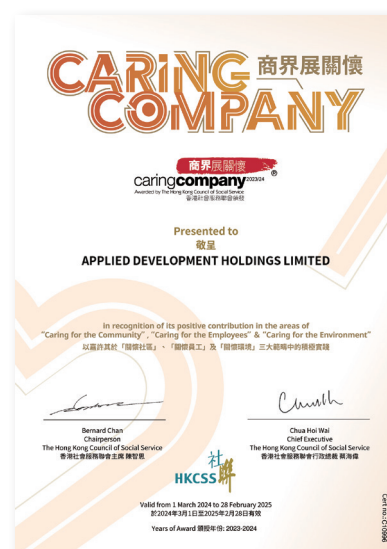 CARING 商界展關懷
COMPANY
商界展關懷
caringcompany 2023/24 ®
Awarded by The Hong Kong Council of Social Service
香港社會服務聯會頒發
Presented to
敬呈
APPLIED DEVELOPMENT HOLDINGS LIMITED
In recognition of its positive contribution in the areas of
"Caring for the Community", "Caring for the Employees" & "Caring for the Environment"
以嘉許其於「關懷社區」、「關懷員工」及「關懷環境」三大範疇中的積極實踐
Bernard Chan
Chairperson
The Hong Kong Council of Social Service
香港社會服務聯會主席 陳智思
Chua Hoi Wai
Chief Executive
The Hong Kong Council of Social Service
香港社會服務聯會行政總裁 蔡海偉
社聯
HKCSS
Valid from 1 March 2024 to 28 February 2025
於2024年3月1日至2025年2月28日有效
Years of Award 頒授年份: 2023-2024
Cert no.: C10996